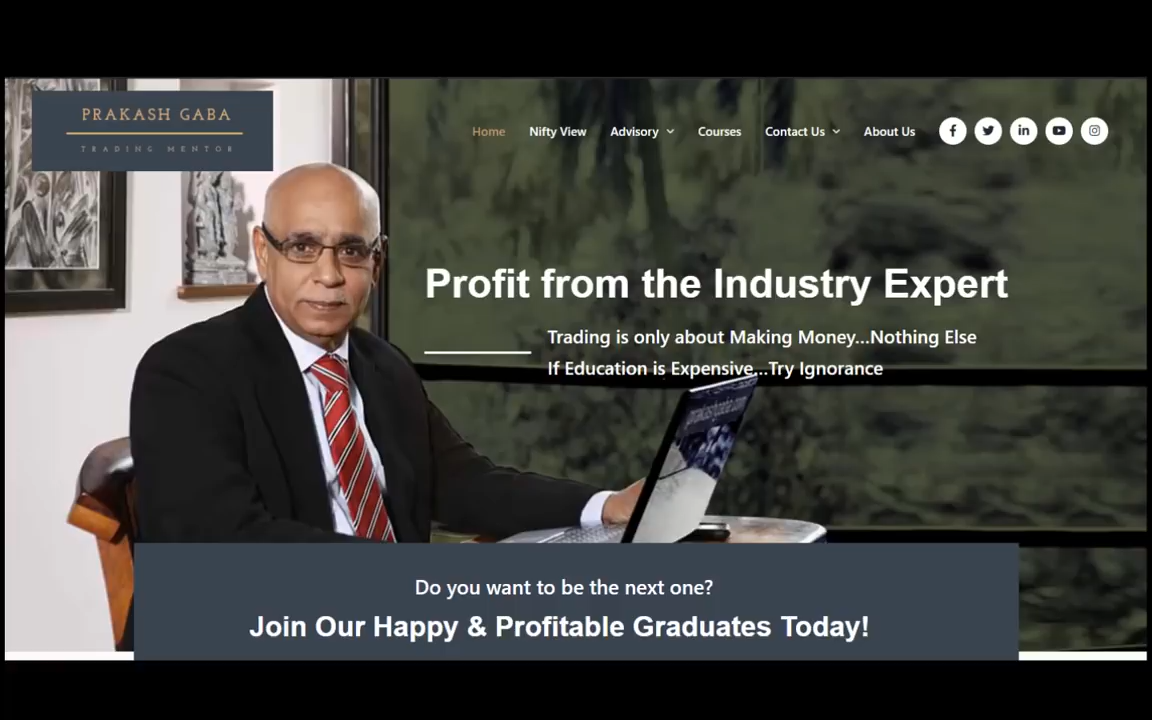 PRAKASH GABA
TRADING MENTOR
Home Nifty View Advisory Courses Contact Us About Us
Profit from the Industry Expert
Trading is only about Making Money...Nothing Else
If Education is Expensive...Try Ignorance
Do you want to be the next one?
Join Our Happy & Profitable Graduates Today!